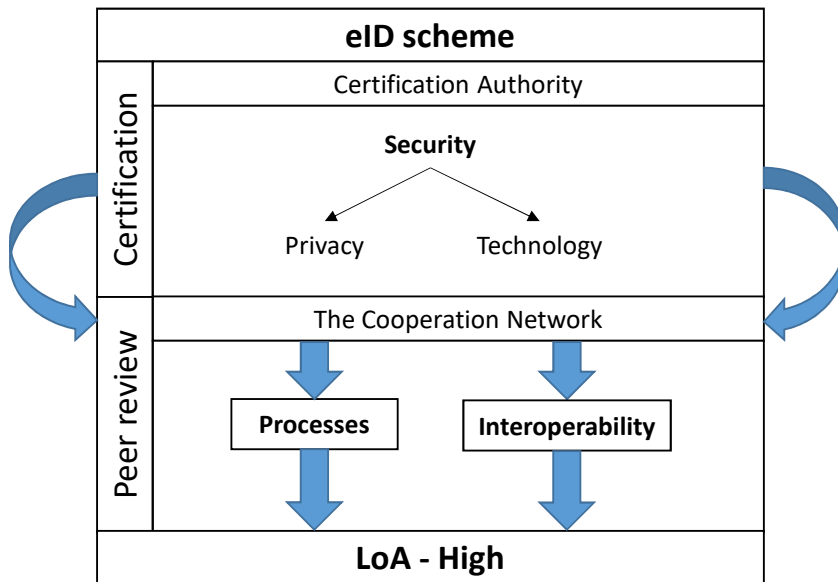 eID scheme
Certification
Certification Authority
Security
Privacy
Technology
Peer review
The Cooperation Network
Processes
Interoperability
LoA - High